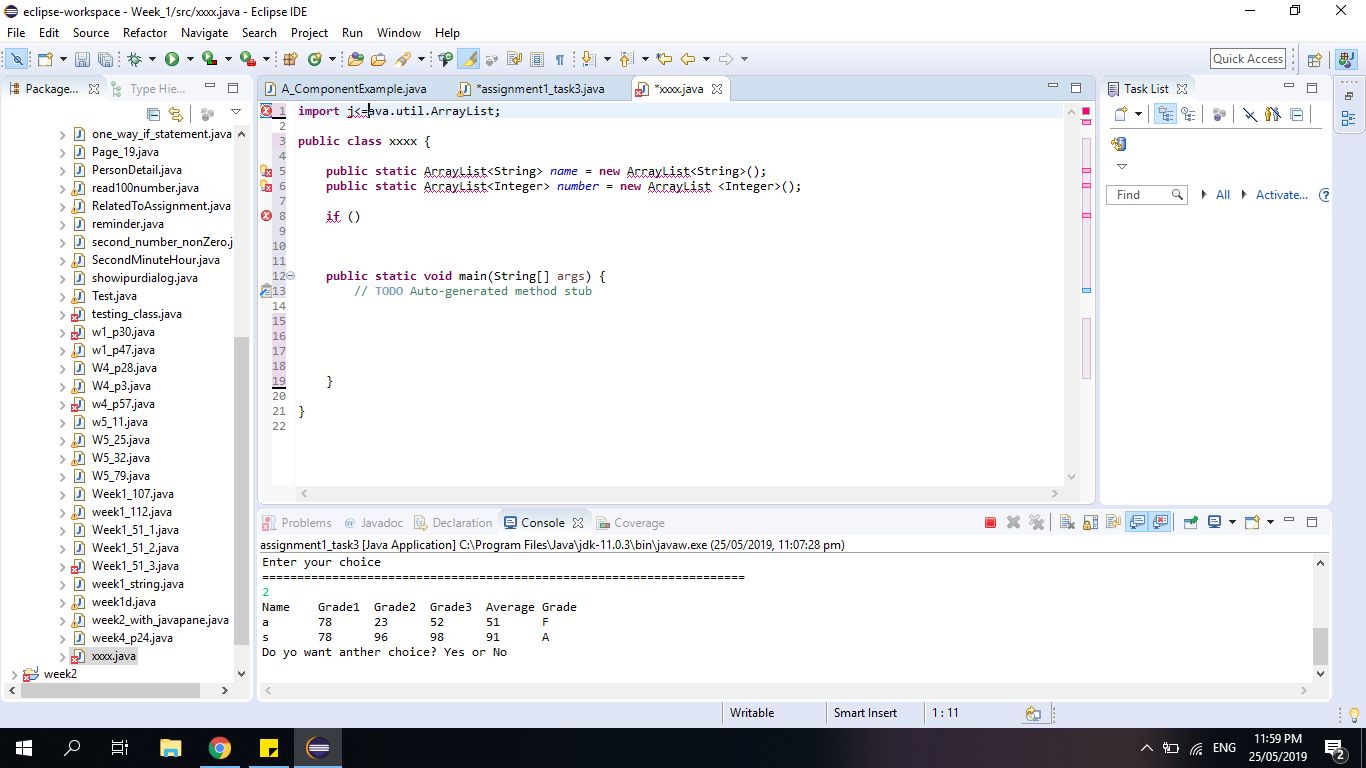 eclipse-workspace - Week_1/src/xxxx.java - Eclipse IDE
File Edit Source Refactor Navigate Search Project Run Window Help
Quick Access
Package...
Type Hie...
one_way_if_statement.java
Page_19.java
PersonDetail.java
read100number.java
RelatedToAssignment.java
reminder.java
second_number_nonZero.j
SecondMinuteHour.java
showipurdialog.java
Test.java
testing_class.java
w1_p30.java
w1_p47.java
W4_p28.java
W4_p3.java
w4_p57.java
w5_11.java
W5_25.java
W5_32.java
W5_79.java
Week1_107.java
week1_112.java
Week1_51_1.java
Week1_51_2.java
Week1_51_3.java
week1_string.java
week1d.java
week2_with_javapane.java
week4_p24.java
xxxx.java
week2
A_ComponentExample.java
*assignment1_task3.java
*xxxx.java
1 import j<=ava.util.ArrayList;
2
3 public class xxxx {
4
5 public static ArrayList<String> name = new ArrayList<String>();
6 public static ArrayList<Integer> number = new ArrayList <Integer>();
7
8 if ()
9
10
11
12 public static void main(String[] args) {
13 // TODO Auto-generated method stub
14
15
16
17
18
19 }
20
21 }
22
Task List
Find
All
Activate...
Problems
@ Javadoc
Declaration
Console
Coverage
assignment1_task3 [Java Application] C:\Program Files\Java\jdk-11.0.3\bin\javaw.exe (25/05/2019, 11:07:28 pm)
Enter your choice
=====================================================================
2
Name Grade1 Grade2 Grade3 Average Grade
a 78 23 52 51 F
s 78 96 98 91 A
Do yo want anther choice? Yes or No
Writable
Smart Insert
1 : 11
ENG
11:59 PM
25/05/2019
2